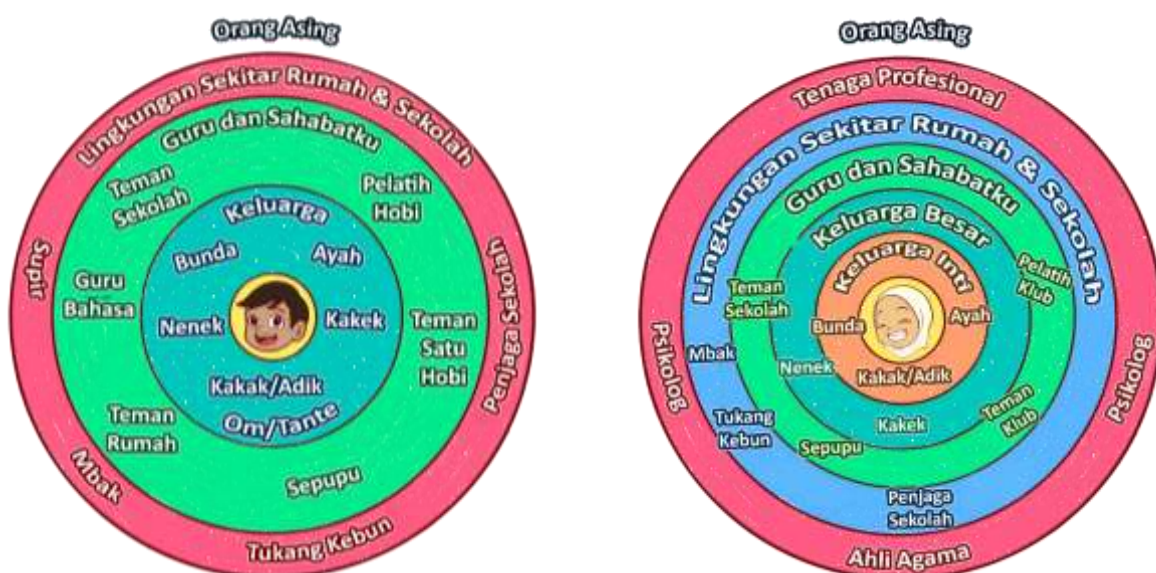 Orang Asing
Lingkungan Sekitar Rumah & Sekolah
Guru dan Sahabatku
Teman
Sekolah
Pelatih
Hobi
Keluarga
Bunda
Ayah
Supir
Guru
Bahasa
Nenek
Kakek
Teman
Satu
Hobi
Penjaga Sekolah
Kakak/Adik
Om/Tante
Teman
Rumah
Mbak
Sepupu
Tukang Kebun
Orang Asing
Tenaga Profesional
Lingkungan Sekitar Rumah & Sekolah
Guru dan Sahabatku
Keluarga Besar
Keluarga Inti
Pelatih
Klub
Teman
Sekolah
Bunda
Ayah
Psikolog
Mbak
Nenek
Kakak/Adik
Psikolog
Tukang
Kebun
Kakek
Teman
Klub
Sepupu
Penjaga
Sekolah
Ahli Agama